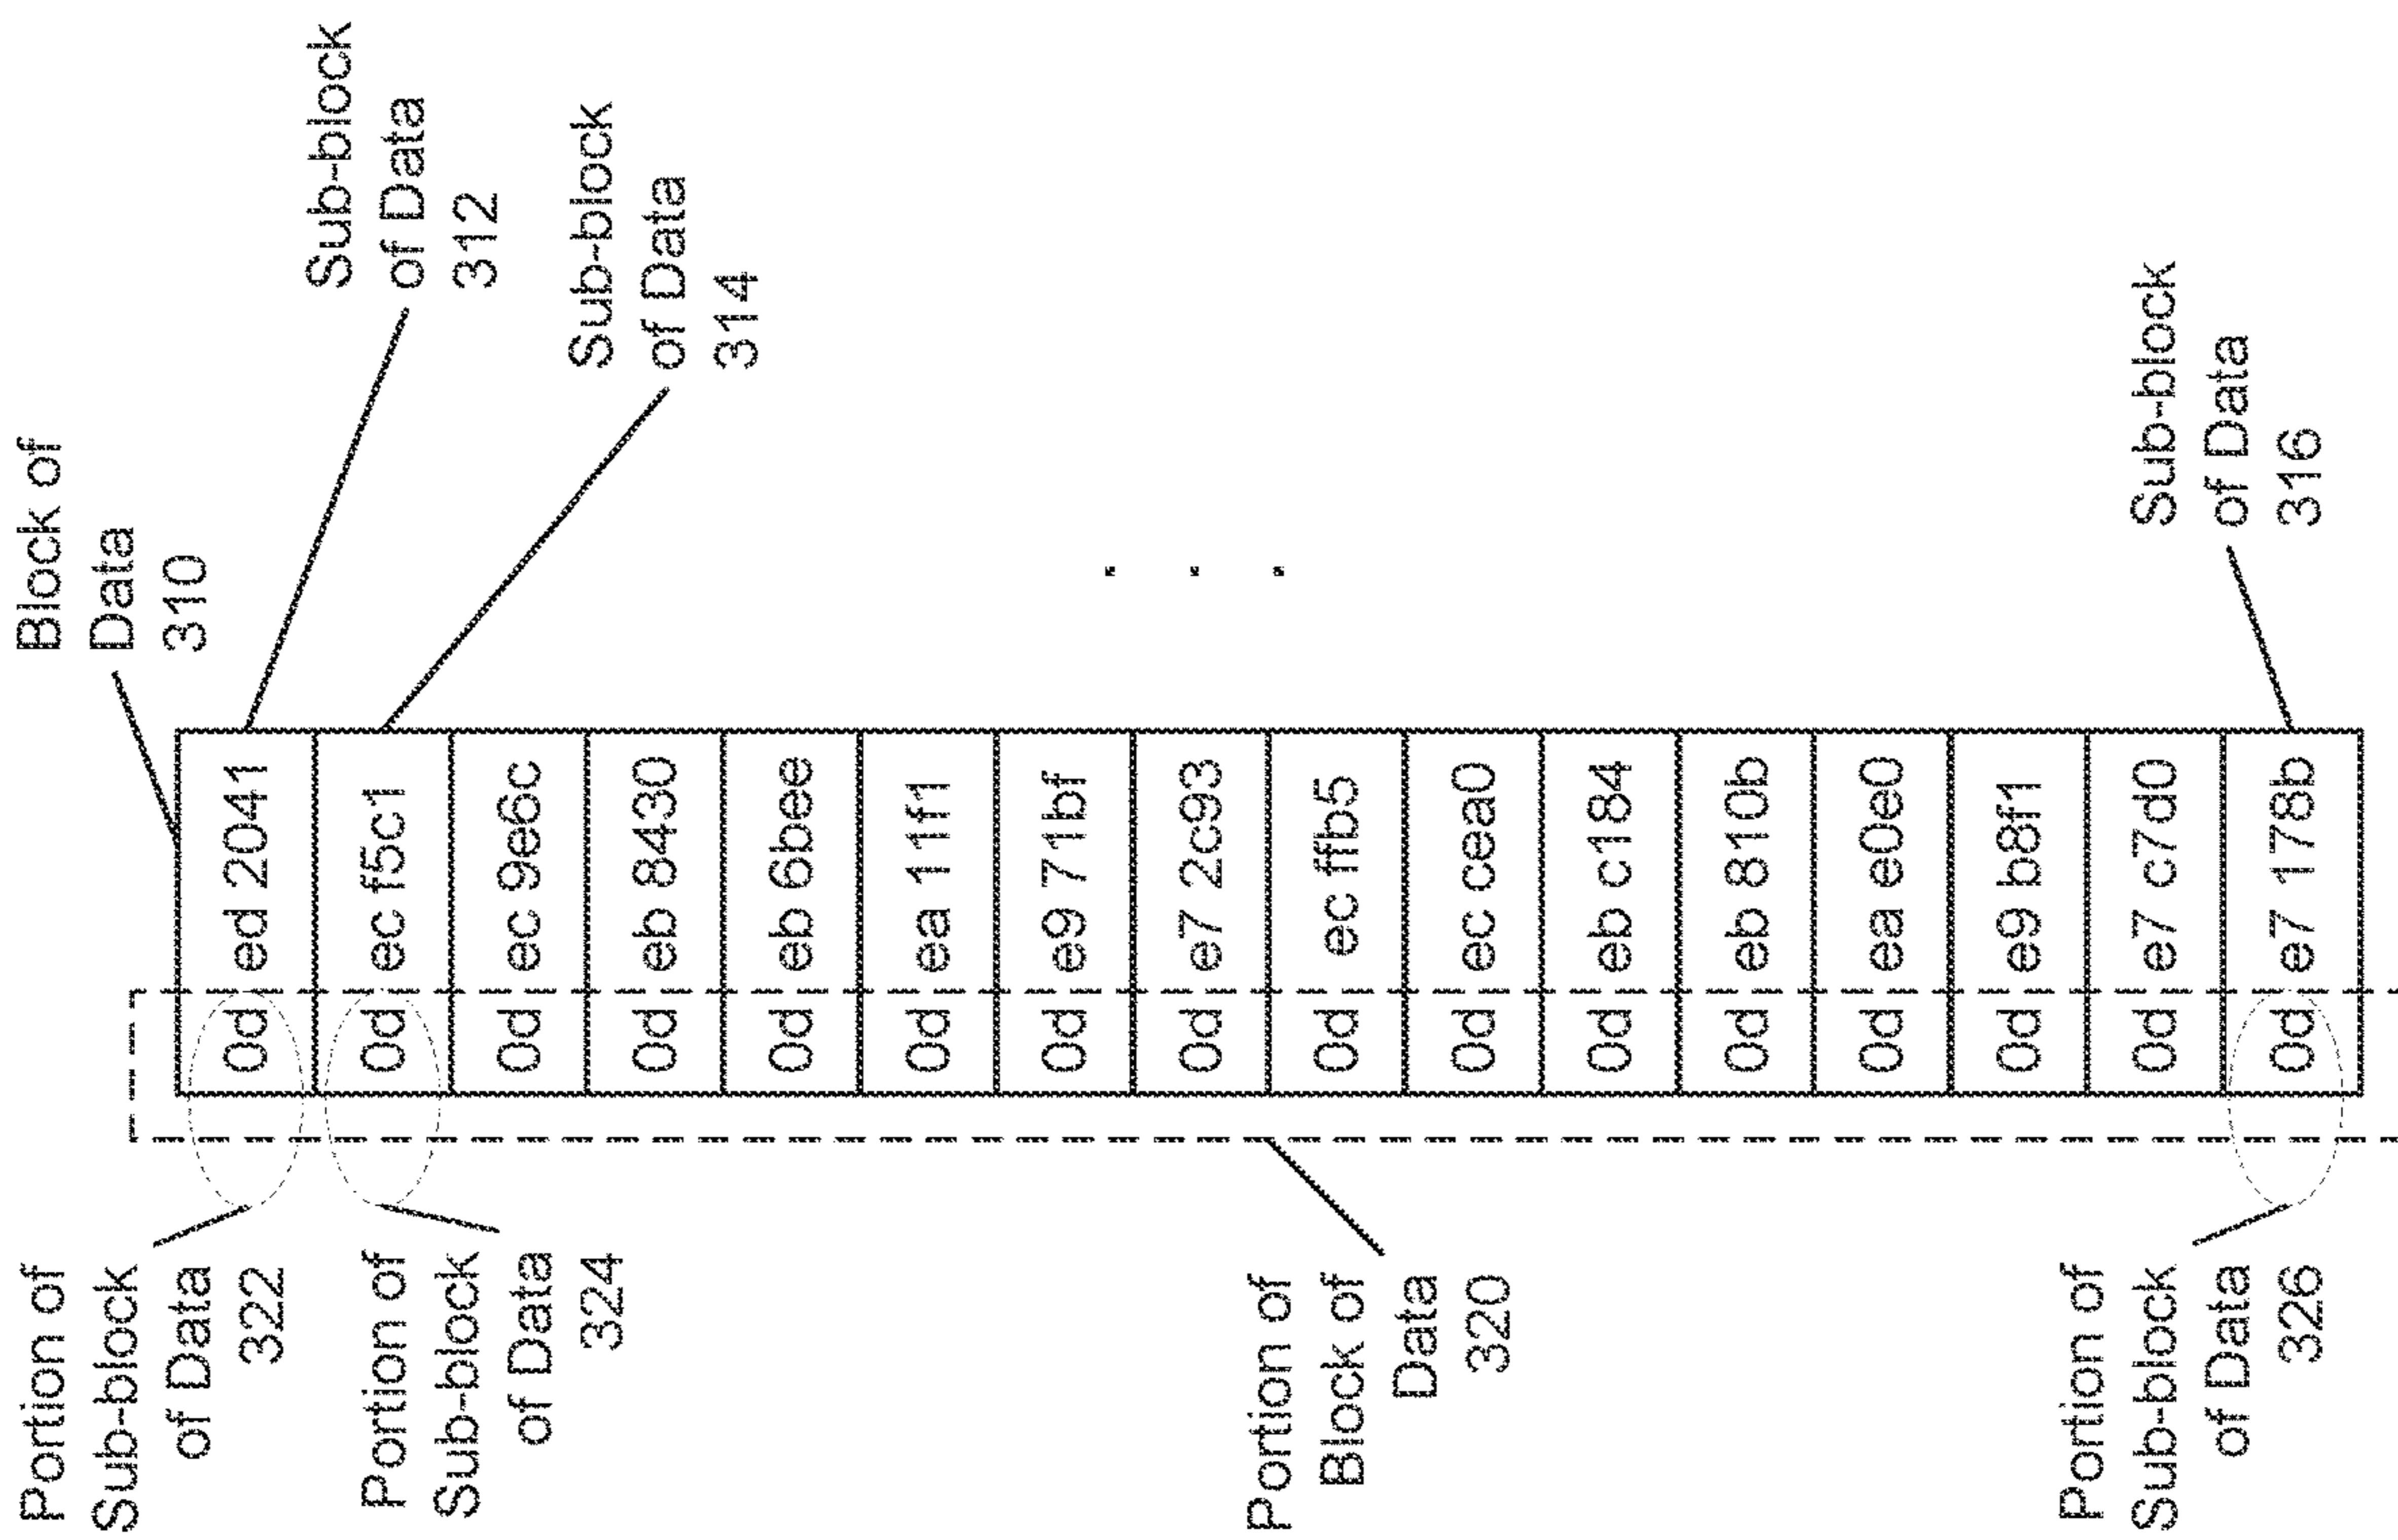 Block of
Data
310
Sub-block
of Data
312
Sub-block
of Data
314
Sub-block
of Data
316
0d ed 2041
0d ec f5c1
0d ec 9e6c
0d eb 8430
0d eb 6bee
0d ea 11f1
0d e9 71bf
0d e7 2c93
0d ec ffb5
0d ec cea0
0d eb c184
0d eb 810b
0d ea e0e0
0d e9 b8f1
0d e7 c7d0
0d e7 178b
Portion of
Sub-block
of Data
322
Portion of
Sub-block
of Data
324
Portion of
Block of
Data
320
Portion of
Sub-block
of Data
326